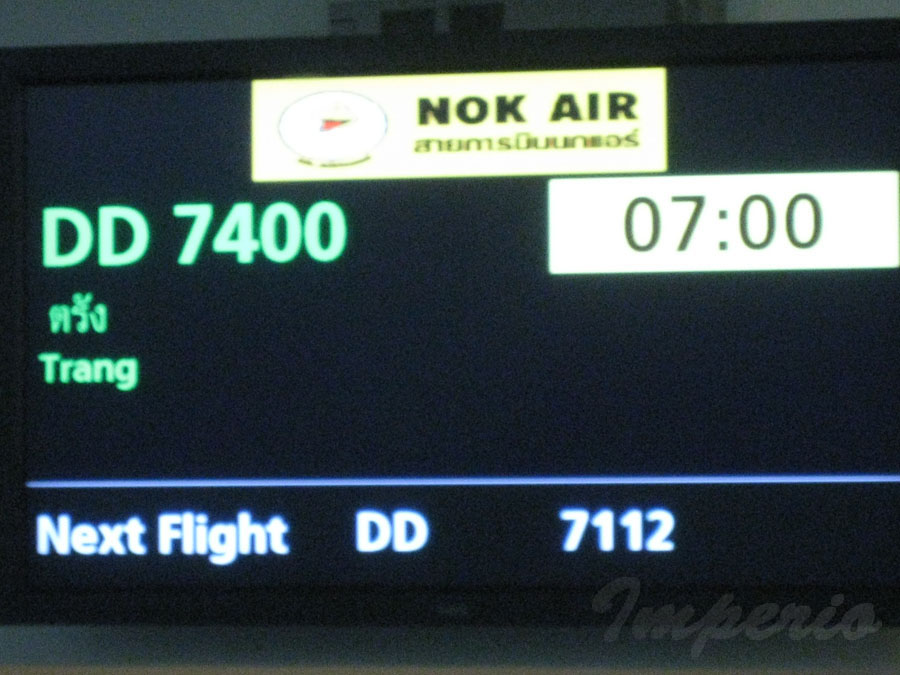 NOK AIR
สายการบินนกแอร์
DD 7400
07:00
ตรัง
Trang
Next Flight DD 7112
Imperio